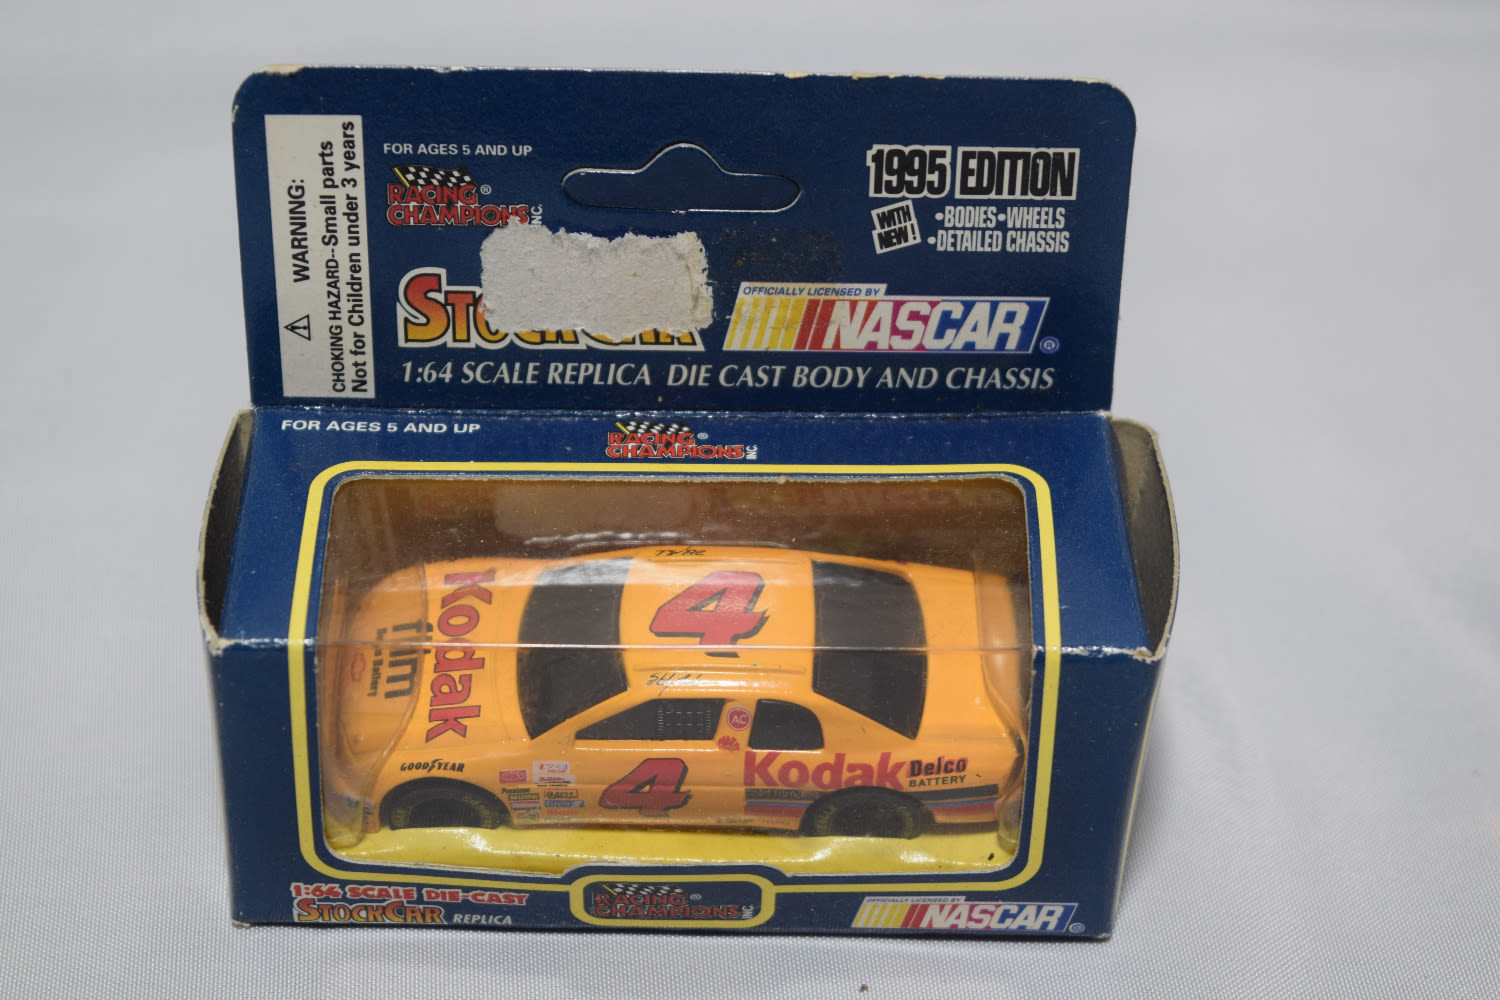 WARNING:
CHOKING HAZARD--Small parts
Not for Children under 3 years
FOR AGES 5 AND UP
RACING ®
CHAMPIONS INC.
1995 EDITION
WITH NEW!
•BODIES•WHEELS
•DETAILED CHASSIS
OFFICIALLY LICENSED BY
NASCAR ®
1:64 SCALE REPLICA DIE CAST BODY AND CHASSIS
FOR AGES 5 AND UP
RACING ®
CHAMPIONS INC.
4
Kodak
film
AC
GOODYEAR
4
Kodak
Delco
BATTERY
1:64 SCALE DIE-CAST
STOCKCAR REPLICA
RACING ®
CHAMPIONS INC.
OFFICIALLY LICENSED BY
NASCAR ®